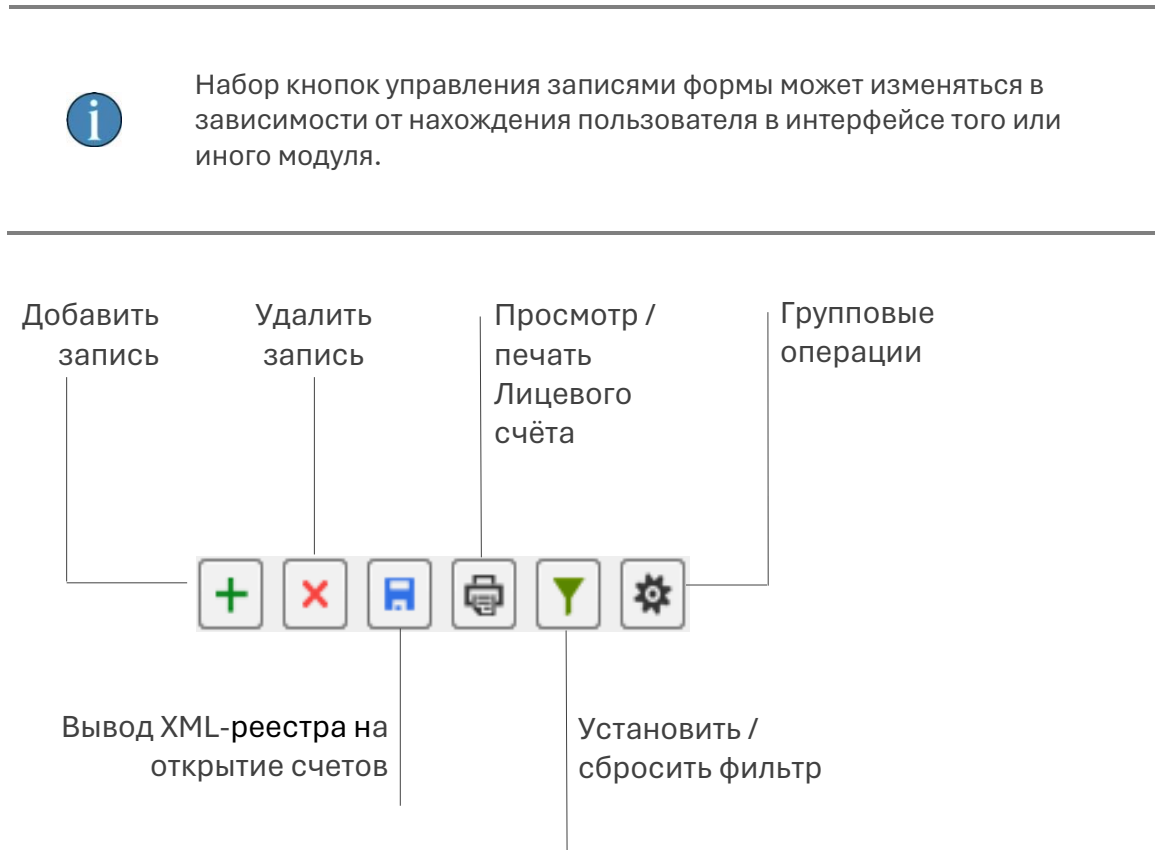 Набор кнопок управления записями формы может изменяться в
зависимости от нахождения пользователя в интерфейсе того или
иного модуля.
Добавить
запись
Удалить
запись
Просмотр /
печать
Лицевого
счёта
Групповые
операции
Вывод XML-реестра на
открытие счетов
Установить /
сбросить фильтр